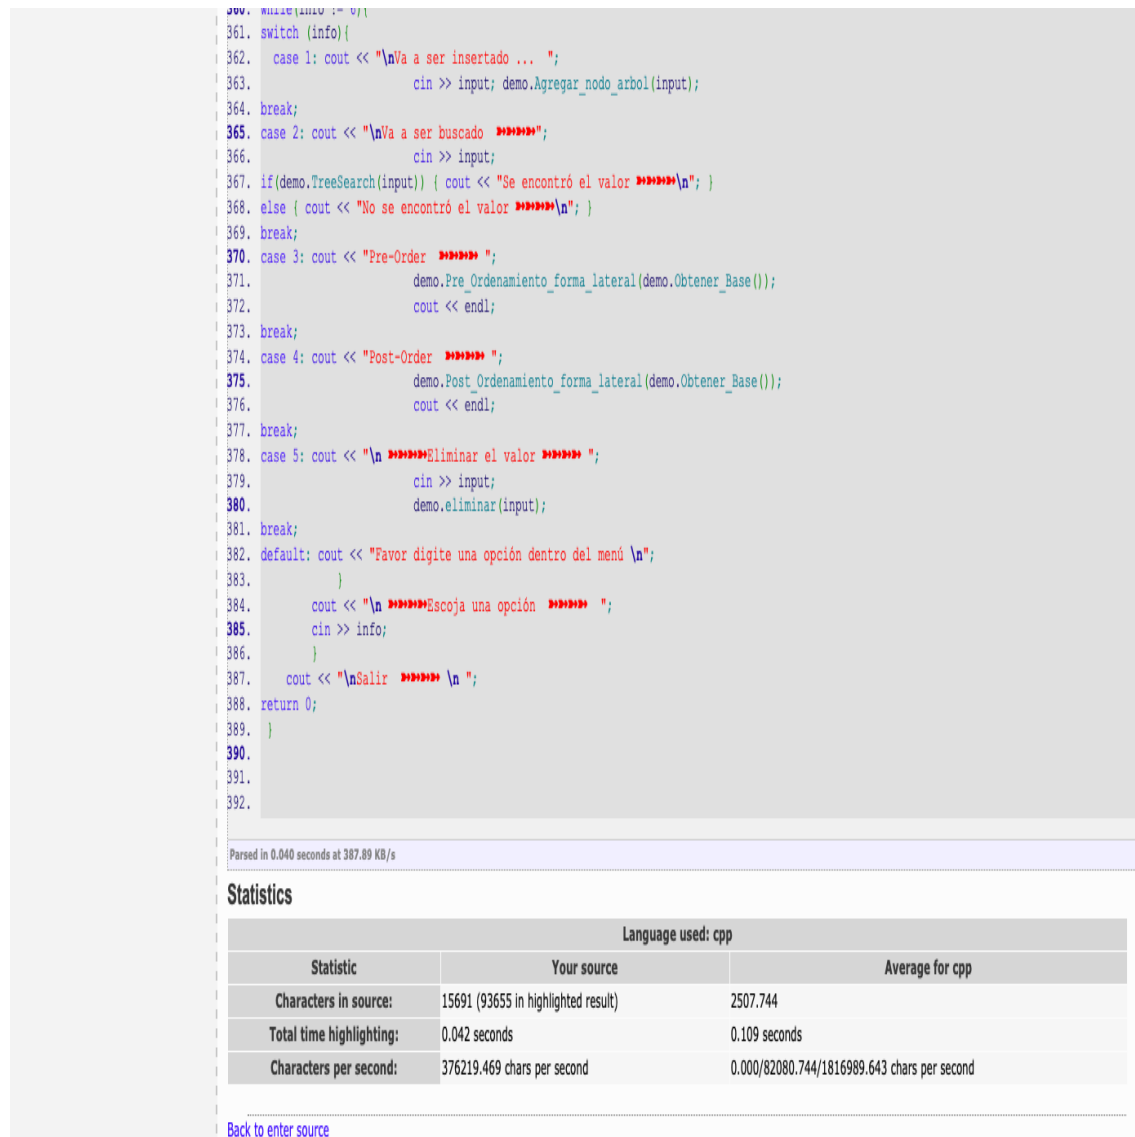 360. while(info != 6){
361. switch (info){
362. case 1: cout << "\nVa a ser insertado ... ";
363. cin >> input; demo.Agregar_nodo_arbol(input);
364. break;
365. case 2: cout << "\nVa a ser buscado ➽➽➽➽";
366. cin >> input;
367. if(demo.TreeSearch(input)) { cout << "Se encontró el valor ➽➽➽➽\n"; }
368. else { cout << "No se encontró el valor ➽➽➽➽\n"; }
369. break;
370. case 3: cout << "Pre-Order ➽➽➽➽ ";
371. demo.Pre_Ordenamiento_forma_lateral(demo.Obtener_Base());
372. cout << endl;
373. break;
374. case 4: cout << "Post-Order ➽➽➽➽ ";
375. demo.Post_Ordenamiento_forma_lateral(demo.Obtener_Base());
376. cout << endl;
377. break;
378. case 5: cout << "\n ➽➽➽➽Eliminar el valor ➽➽➽➽ ";
379. cin >> input;
380. demo.eliminar(input);
381. break;
382. default: cout << "Favor digite una opción dentro del menú \n";
383. }
384. cout << "\n ➽➽➽➽Escoja una opción ➽➽➽➽ ";
385. cin >> info;
386. }
387. cout << "\nSalir ➽➽➽➽ \n ";
388. return 0;
389. }
390.
391.
392.
Parsed in 0.040 seconds at 387.89 KB/s
Statistics
Language used: cpp
Statistic Your source Average for cpp
Characters in source: 15691 (93655 in highlighted result) 2507.744
Total time highlighting: 0.042 seconds 0.109 seconds
Characters per second: 376219.469 chars per second 0.000/82080.744/1816989.643 chars per second
Back to enter source